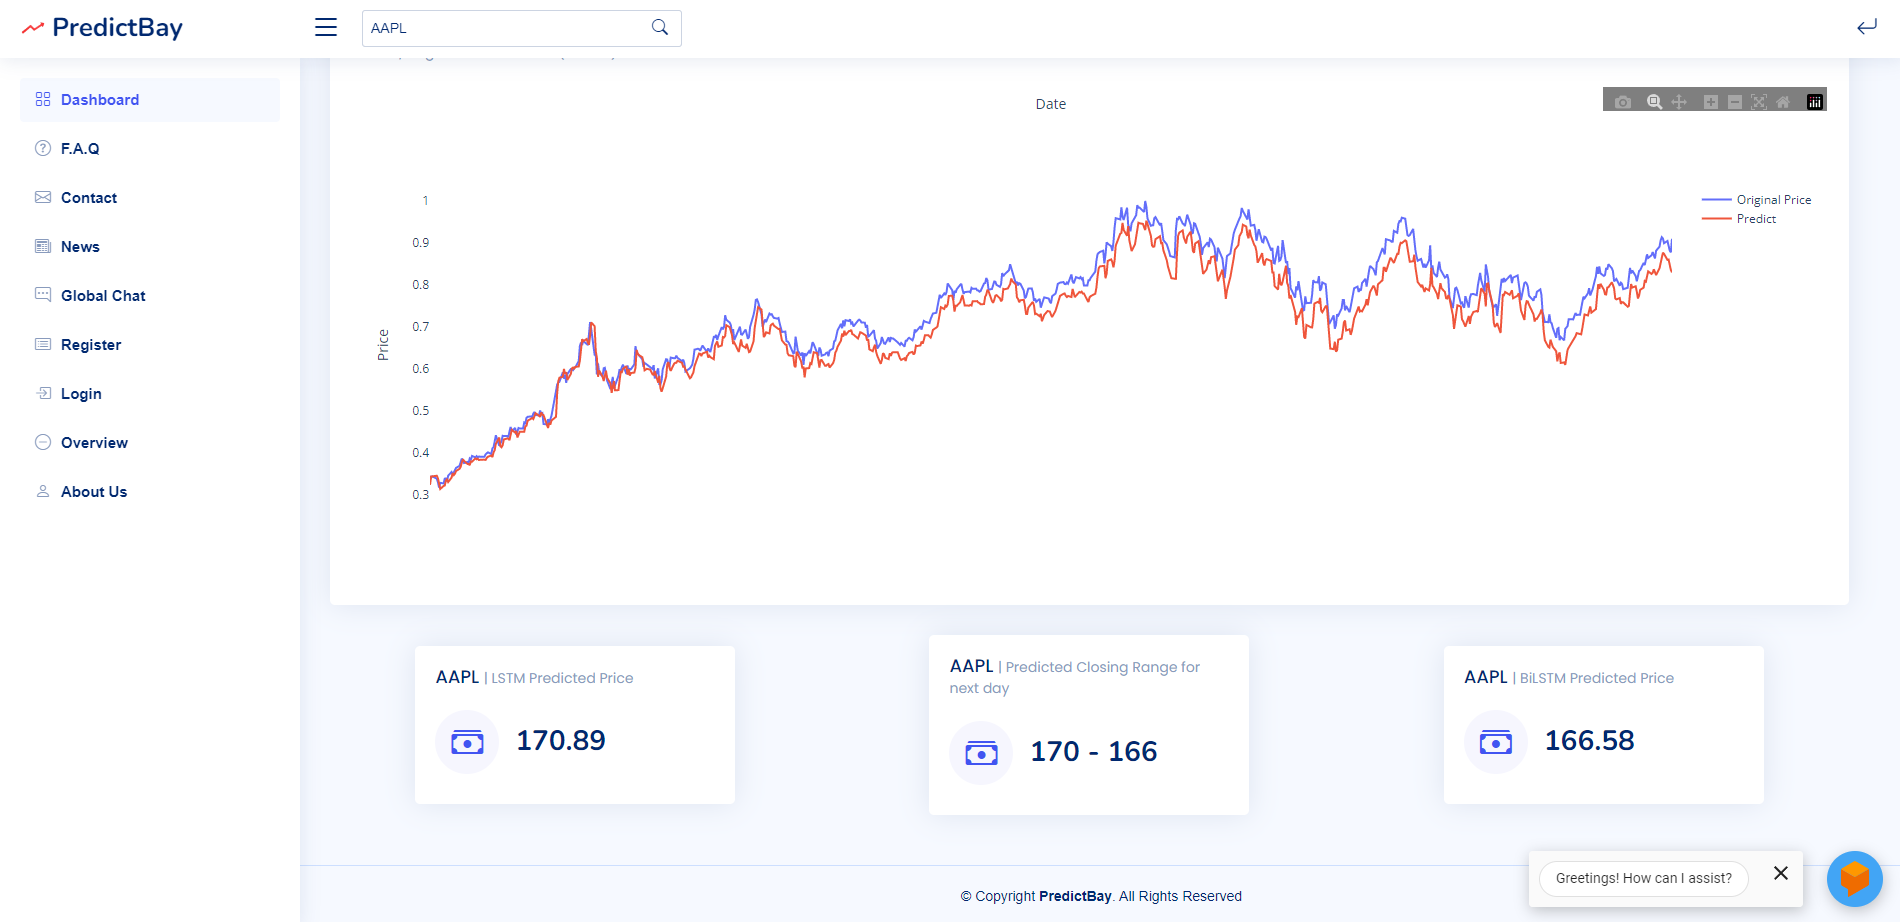 PredictBay
AAPL
Dashboard
F.A.Q
Contact
News
Global Chat
Register
Login
Overview
About Us
Date
Price
1
0.9
0.8
0.7
0.6
0.5
0.4
0.3
Original Price
Predict
AAPL | LSTM Predicted Price
170.89
AAPL | Predicted Closing Range for
next day
170 - 166
AAPL | BiLSTM Predicted Price
166.58
© Copyright PredictBay. All Rights Reserved
Greetings! How can I assist?